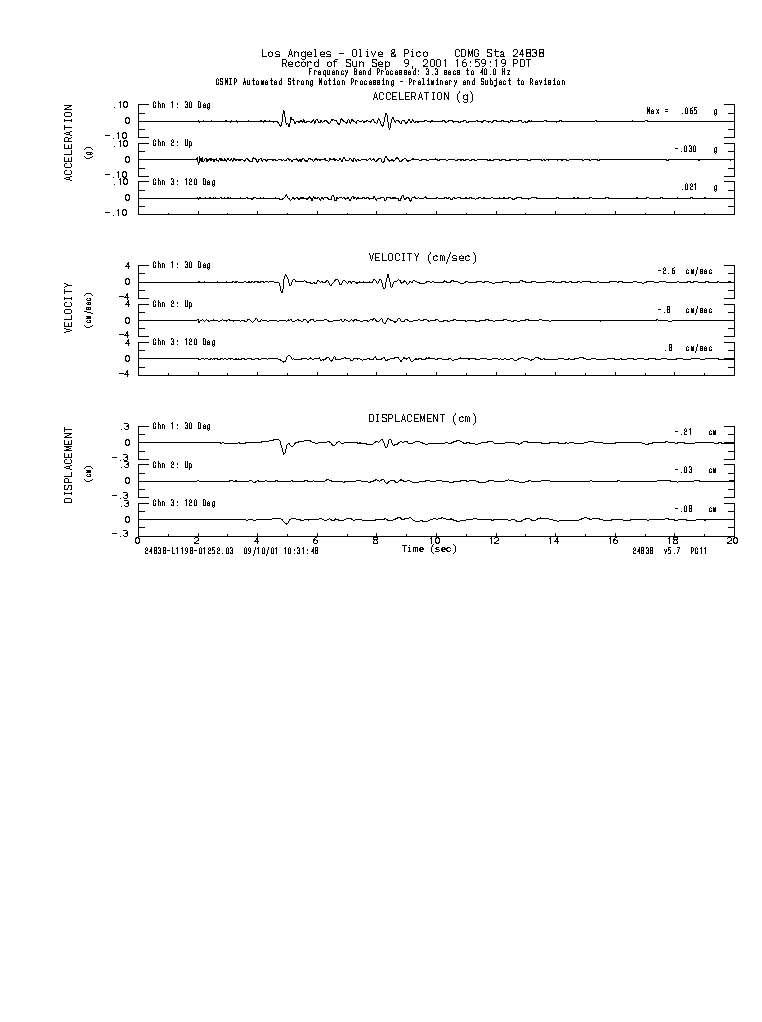 Los Angeles - Olive & Pico    CDMG Sta 24838
Record of Sun Sep  9, 2001 16:59:19 PDT
Frequency Band Processed: 3.3 secs to 40.0 Hz
CSMIP Automated Strong Motion Processing - Preliminary and Subject to Revision
ACCELERATION (g)
ACCELERATION
(g)
.10
0
-.10
Chn 1: 30 Deg
Max = .065 g
.10
0
-.10
Chn 2: Up
-.030 g
.10
0
-.10
Chn 3: 120 Deg
.021 g
VELOCITY (cm/sec)
VELOCITY
(cm/sec)
4
0
-4
Chn 1: 30 Deg
-2.6 cm/sec
4
0
-4
Chn 2: Up
-.8 cm/sec
4
0
-4
Chn 3: 120 Deg
.8 cm/sec
DISPLACEMENT (cm)
DISPLACEMENT
(cm)
.3
0
-.3
Chn 1: 30 Deg
-.21 cm
.3
0
-.3
Chn 2: Up
-.03 cm
.3
0
-.3
Chn 3: 120 Deg
-.08 cm
0 2 4 6 8 10 12 14 16 18 20
Time (sec)
24838-L1198-01252.03  09/10/01 10:31:48
24838  v5.7  PC11